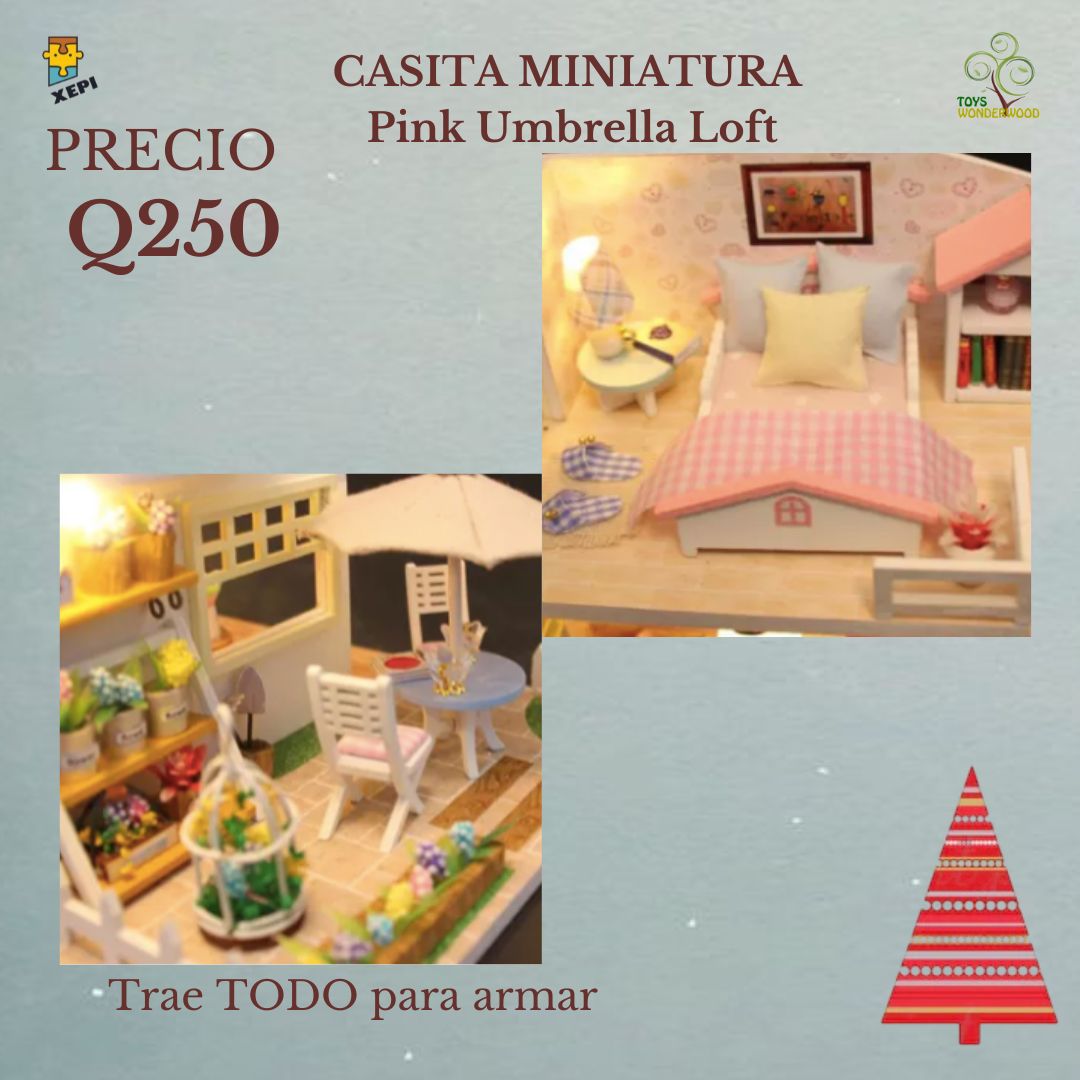 XEPI
CASITA MINIATURA
Pink Umbrella Loft
TOYS
WONDERWOOD
PRECIO
Q250
Trae TODO para armar